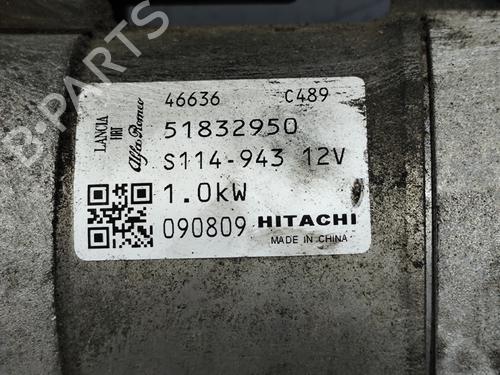 B-PARTS
46636 C489
LANCIA
FIAT
Alfa Romeo
51832950
S114-943 12V
1.0kW
090809 HITACHI
MADE IN CHINA